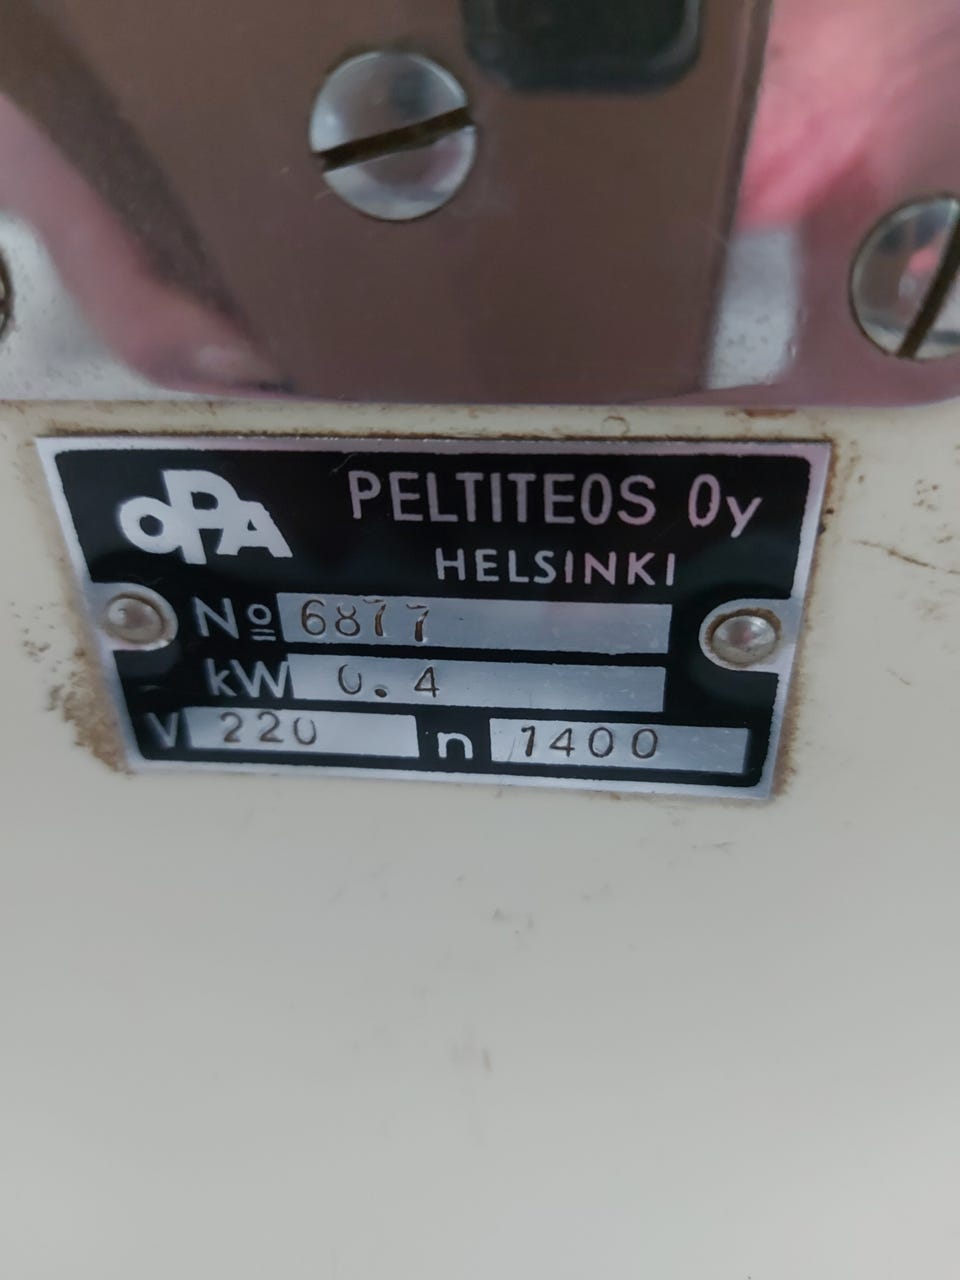 OPA
PELTITEOS Oy
HELSINKI
No 6877
kW 0.4
V 220 n 1400